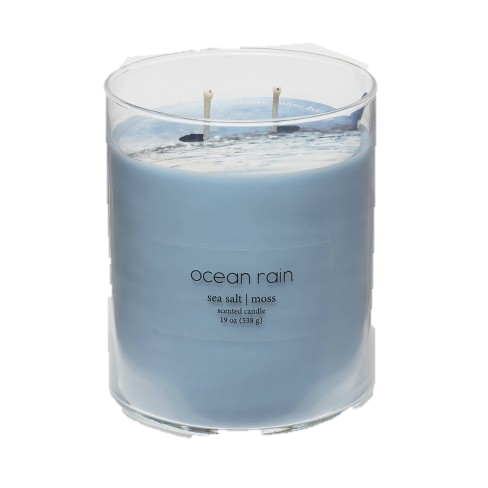 ocean rain
sea salt | moss
scented candle
19 oz (538 g)